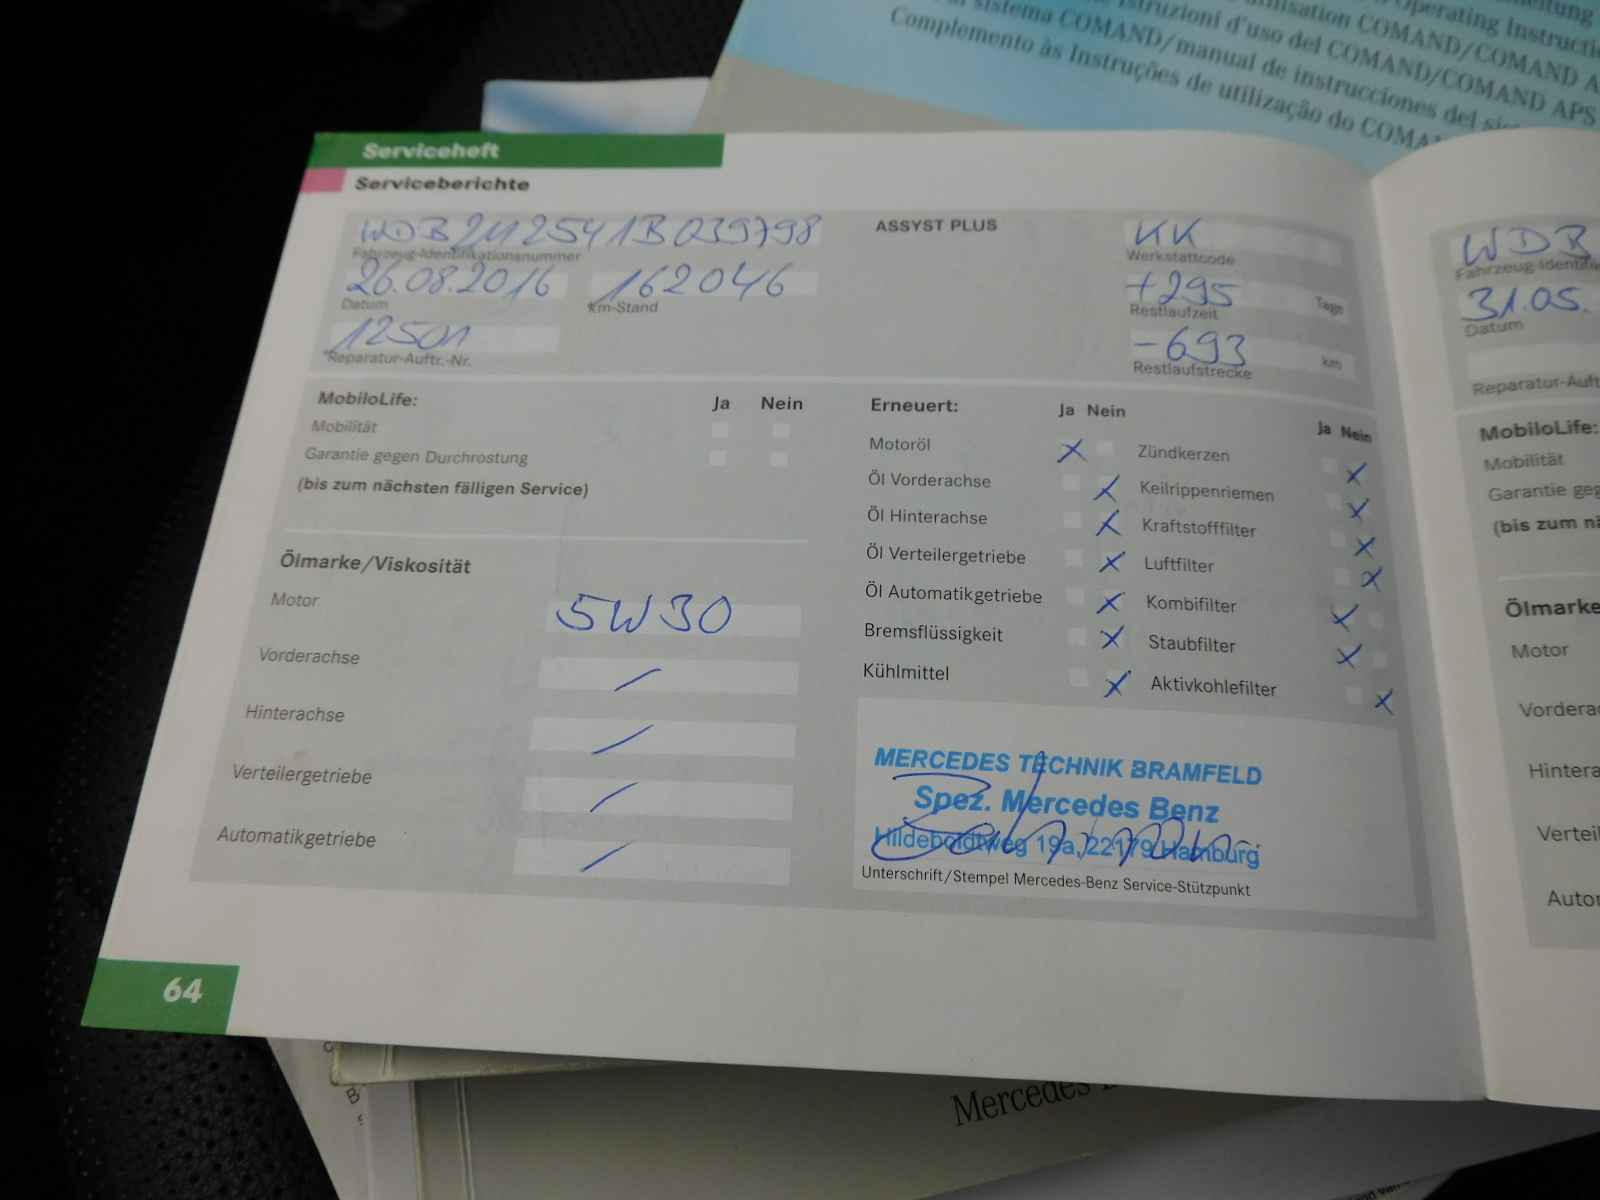 eitung
Operating Instructi
utilisation COMAND/COMAND A
istruzioni d'uso del COMAND/COMAND APS
sistema COMAND/manual de instrucciones del
Complemento às Instruções de utilização do COMA
Serviceheft
Serviceberichte
WDB2112541B039798
Fahrzeug-Identifikationsnummer
26.08.2016 162046
Datum km-Stand
12501
*Reparatur-Auftr.-Nr.
ASSYST PLUS
KK
Werkstattcode
+295 Tage
Restlaufzeit
-693 km
Restlaufstrecke
MobiloLife: Ja Nein
Mobilität
Garantie gegen Durchrostung
(bis zum nächsten fälligen Service)
Ölmarke/Viskosität
Motor 5W30
Vorderachse /
Hinterachse /
Verteilergetriebe /
Automatikgetriebe /
Erneuert: Ja Nein Ja Nein
Motoröl X Zündkerzen X
Öl Vorderachse X Keilrippenriemen X
Öl Hinterachse X Kraftstofffilter X
Öl Verteilergetriebe X Luftfilter X
Öl Automatikgetriebe X Kombifilter X
Bremsflüssigkeit X Staubfilter X
Kühlmittel X Aktivkohlefilter X
MERCEDES TECHNIK BRAMFELD
Spez. Mercedes Benz
Hildeboldtweg 19a, 22179 Hamburg
Unterschrift/Stempel Mercedes-Benz Service-Stützpunkt
64
WDB
Fahrzeug-Identifi
31.05.
Datum
Reparatur-Auft
MobiloLife:
Mobilität
Garantie geg
(bis zum nä
Ölmarke
Motor
Vordera
Hintera
Verteil
Autor
Mercedes